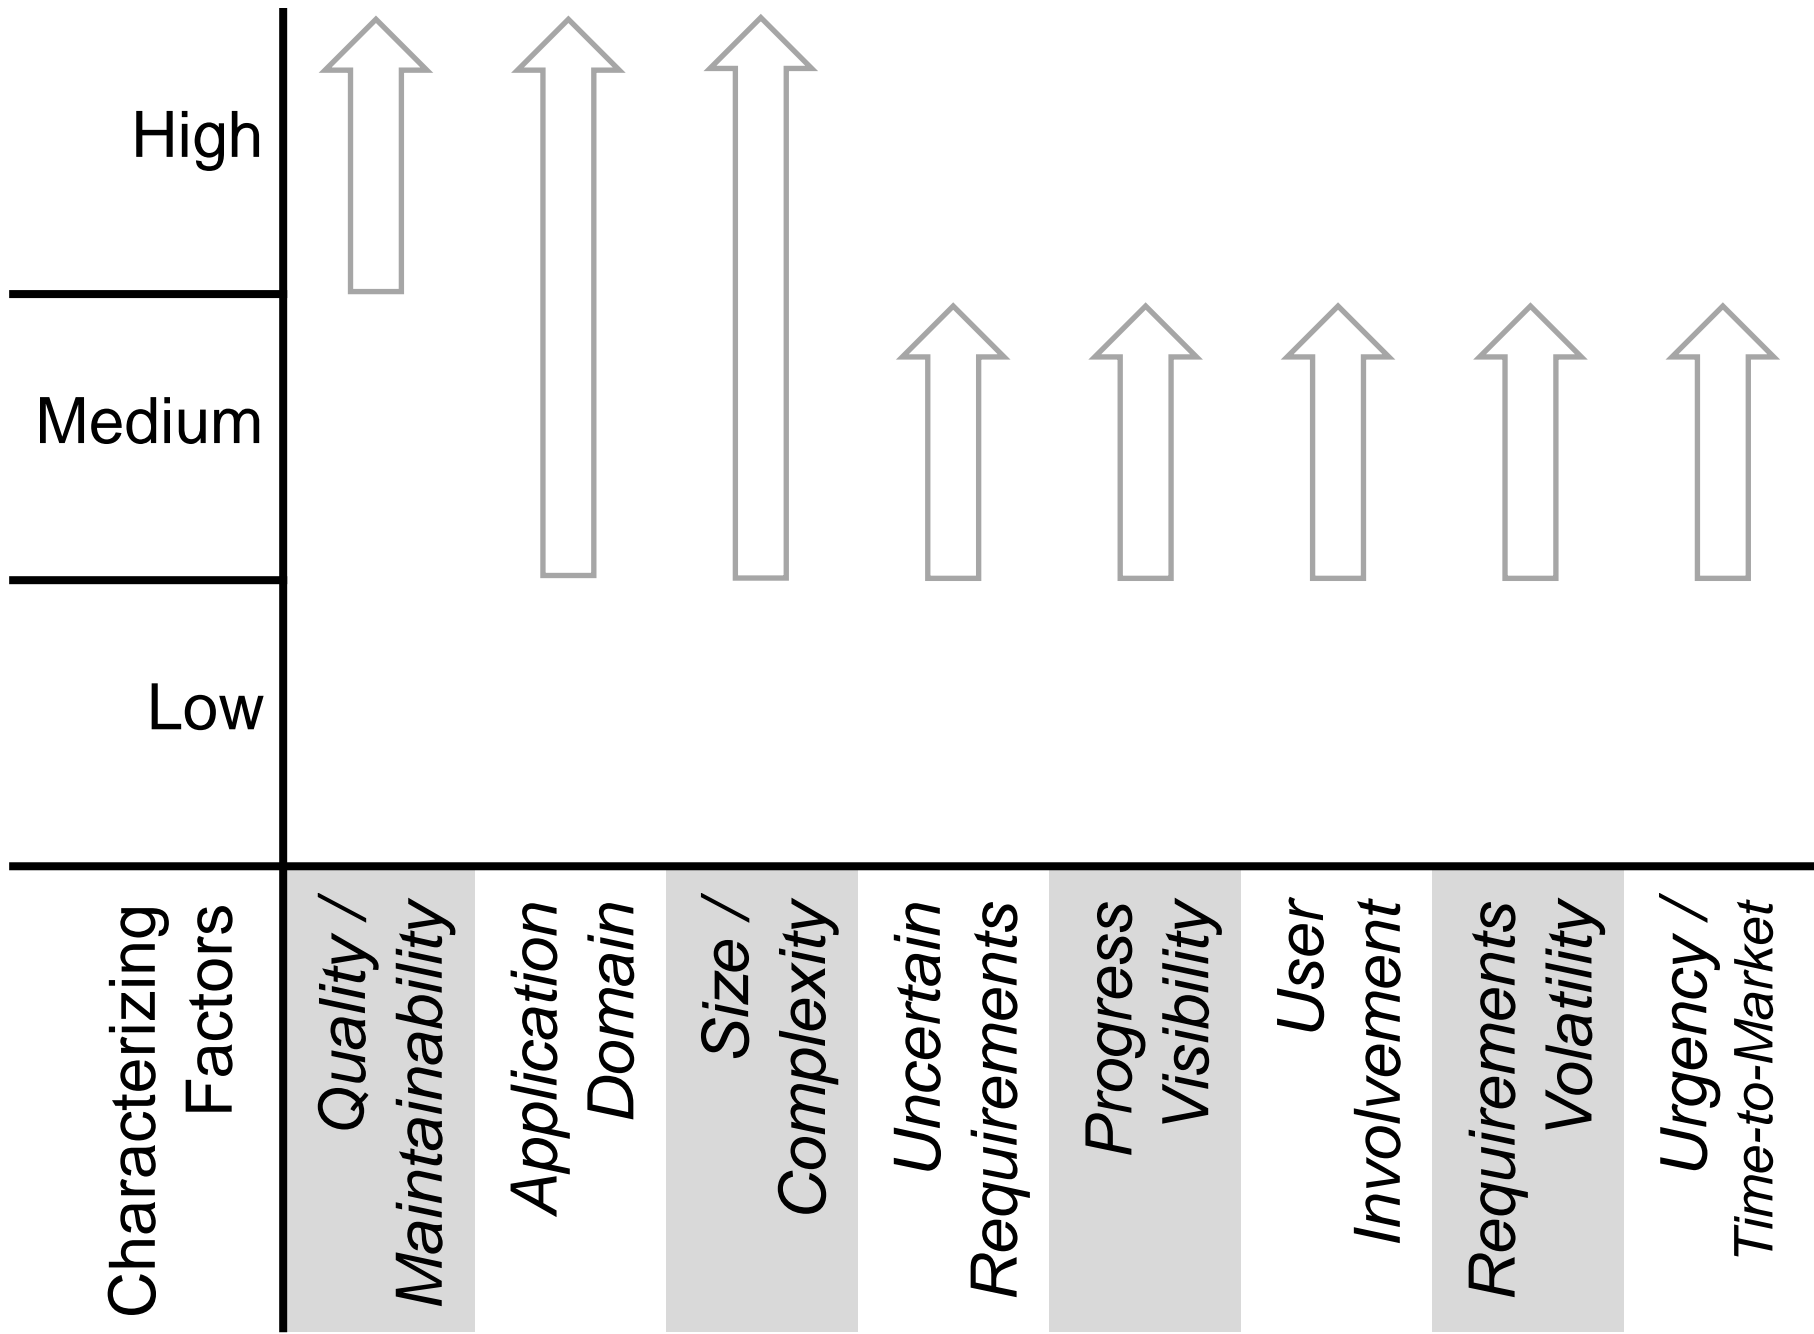 High
Medium
Low
Characterizing
Factors
Quality /
Maintainability
Application
Domain
Size /
Complexity
Uncertain
Requirements
Progress
Visibility
User
Involvement
Requirements
Volatility
Urgency /
Time-to-Market